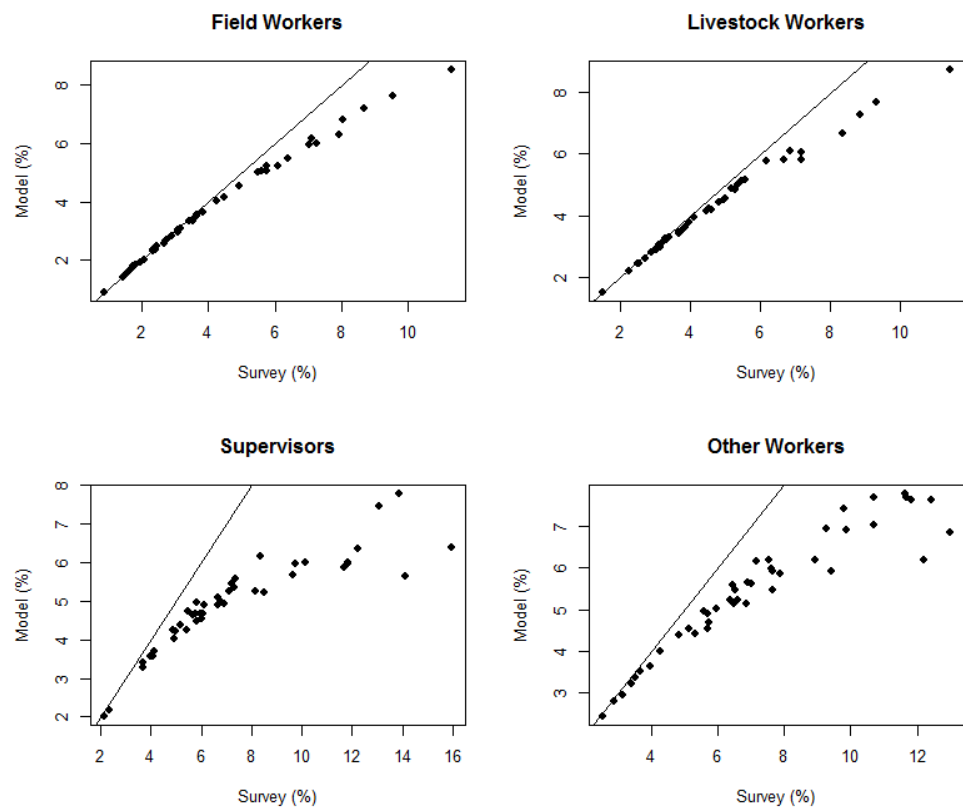 Field Workers
Model (%)
2 4 6 8
2 4 6 8 10
Survey (%)
Livestock Workers
Model (%)
2 4 6 8
2 4 6 8 10
Survey (%)
Supervisors
Model (%)
2 3 4 5 6 7 8
2 4 6 8 10 12 14 16
Survey (%)
Other Workers
Model (%)
3 4 5 6 7
4 6 8 10 12
Survey (%)